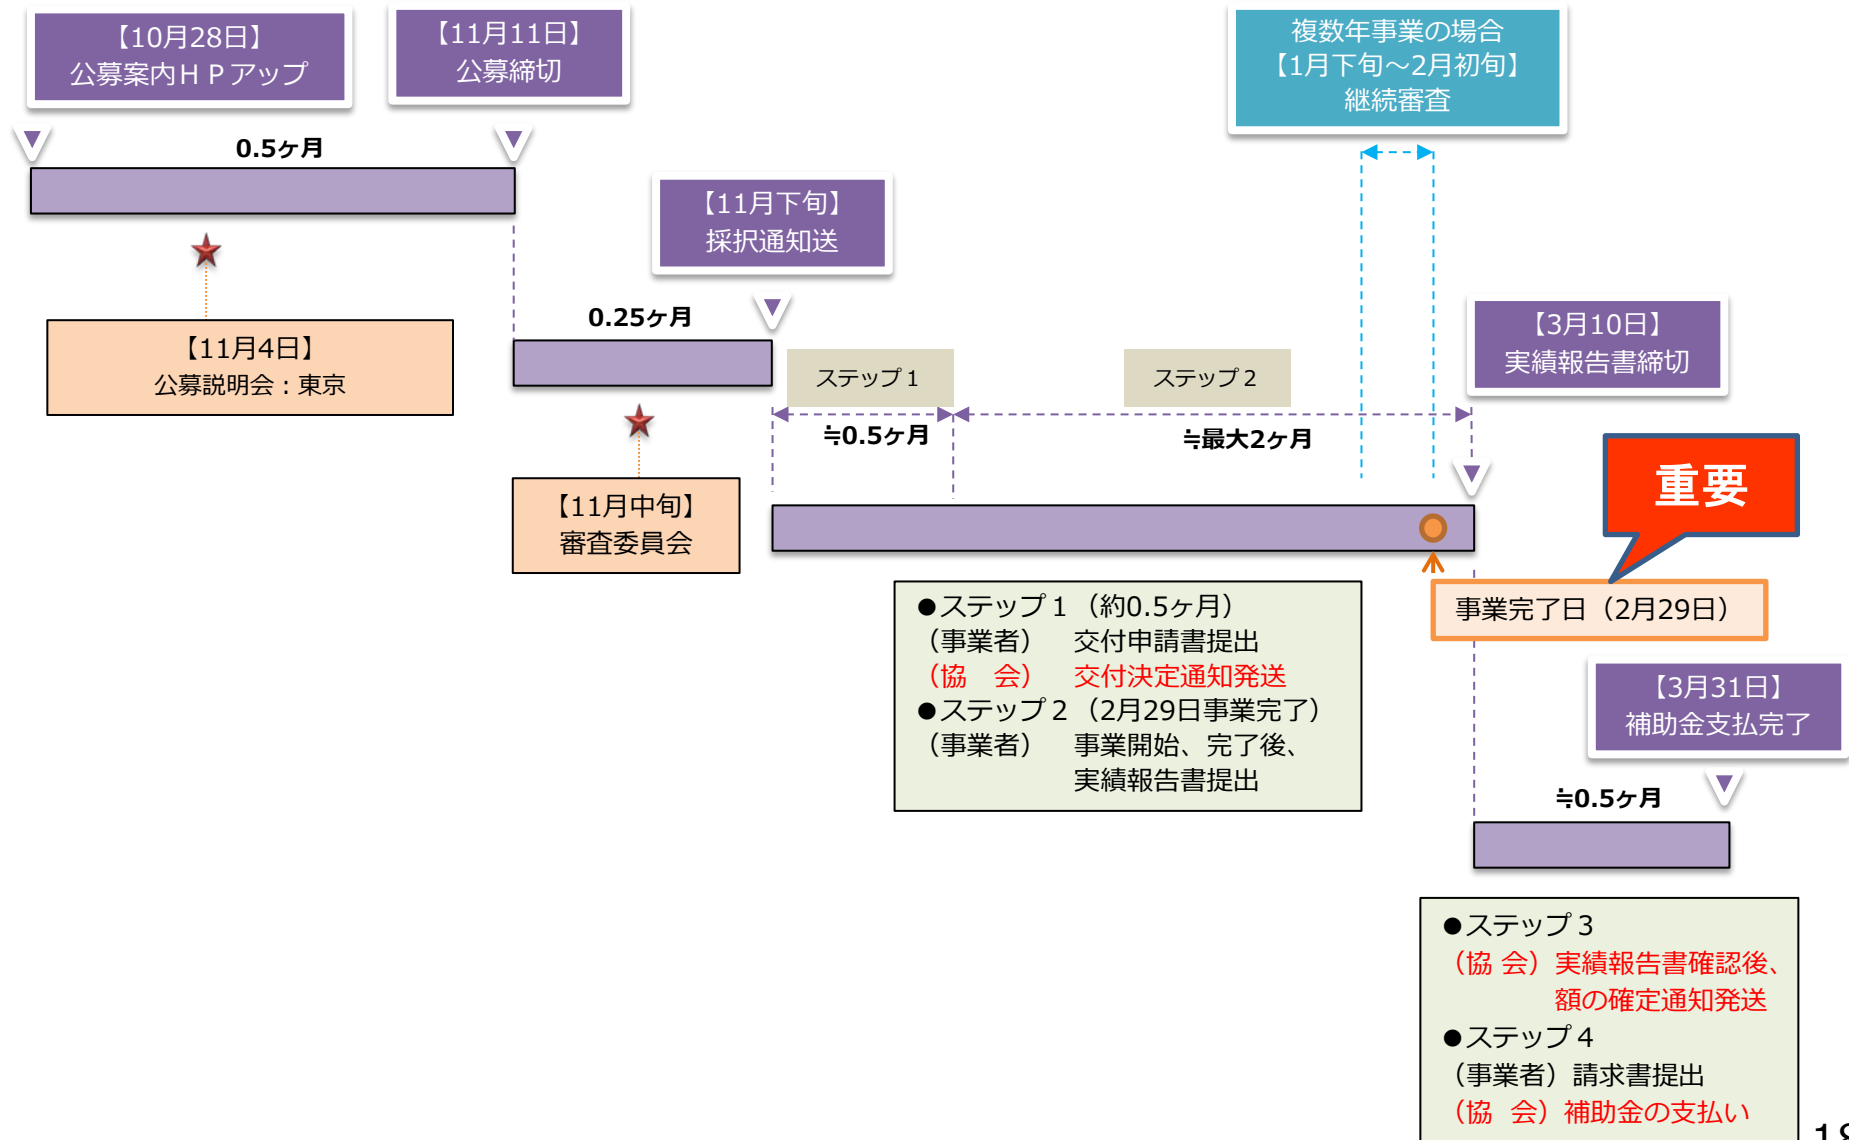 【10月28日】
公募案内ＨＰアップ
【11月11日】
公募締切
複数年事業の場合
【1月下旬～2月初旬】
継続審査
0.5ヶ月
【11月下旬】
採択通知送
【11月4日】
公募説明会：東京
0.25ヶ月
【3月10日】
実績報告書締切
ステップ１
ステップ２
≒0.5ヶ月
≒最大2ヶ月
【11月中旬】
審査委員会
重要
事業完了日（2月29日）
●ステップ１（約0.5ヶ月）
（事業者）　交付申請書提出
（協　会）　交付決定通知発送
●ステップ２（2月29日事業完了）
（事業者）　事業開始、完了後、
実績報告書提出
【3月31日】
補助金支払完了
≒0.5ヶ月
●ステップ３
（協 会）実績報告書確認後、
額の確定通知発送
●ステップ４
（事業者）請求書提出
（協 会）補助金の支払い